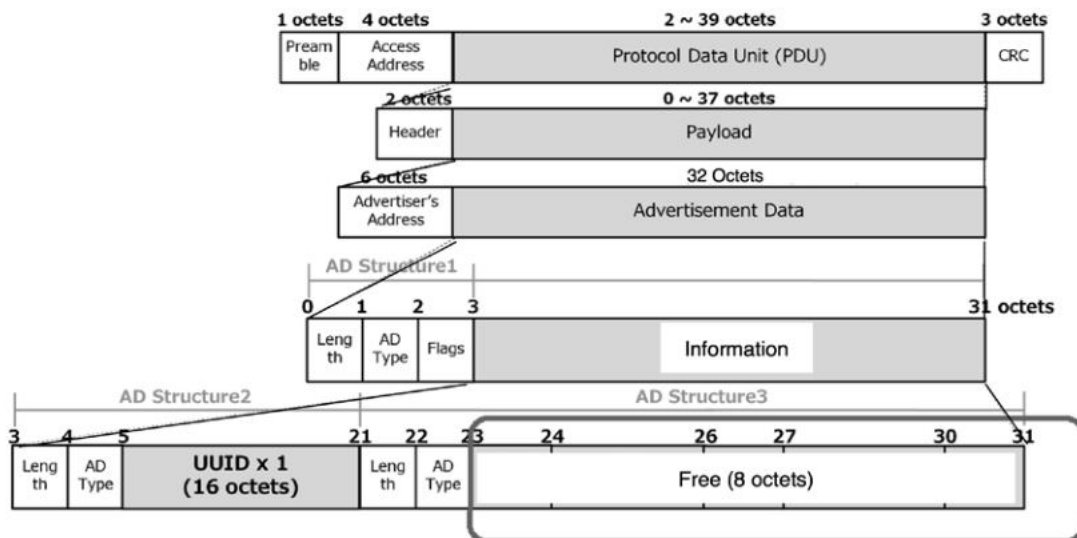 1 octets 4 octets 2 ~ 39 octets 3 octets
Pream
ble
Access
Address
Protocol Data Unit (PDU)
CRC
2 octets 0 ~ 37 octets
Header
Payload
6 octets 32 Octets
Advertiser's
Address
Advertisement Data
AD Structure1
0 1 2 3 31 octets
Leng
th
AD
Type
Flags
Information
AD Structure2 AD Structure3
3 4 5 21 22 23 24 26 27 30 31
Leng
th
AD
Type
UUID x 1
(16 octets)
Leng
th
AD
Type
Free (8 octets)